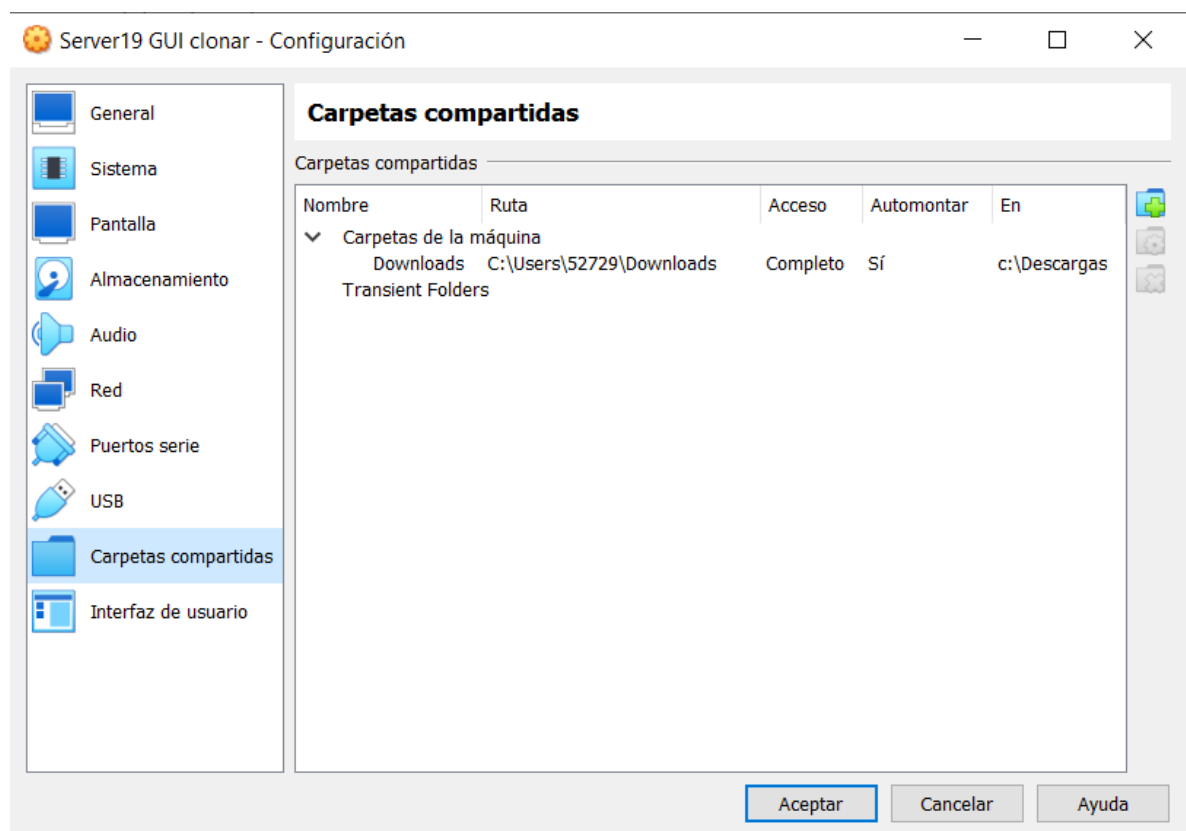 Server19 GUI clonar - Configuración
General
Sistema
Pantalla
Almacenamiento
Audio
Red
Puertos serie
USB
Carpetas compartidas
Interfaz de usuario
Carpetas compartidas
Carpetas compartidas
Nombre Ruta Acceso Automontar En
Carpetas de la máquina
Downloads C:\Users\52729\Downloads Completo Sí c:\Descargas
Transient Folders
Aceptar Cancelar Ayuda